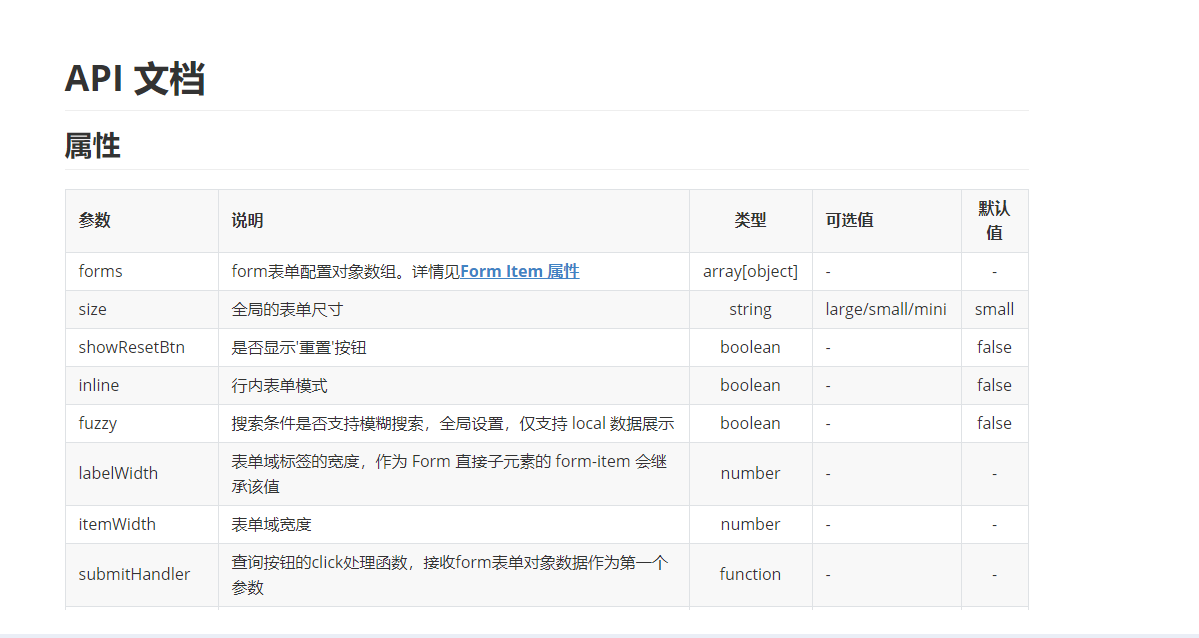 API 文档
属性
参数 说明 类型 可选值 默认值
forms form表单配置对象数组。详情见Form Item 属性 array[object] - -
size 全局的表单尺寸 string large/small/mini small
showResetBtn 是否显示'重置'按钮 boolean - false
inline 行内表单模式 boolean - false
fuzzy 搜索条件是否支持模糊搜索，全局设置，仅支持 local 数据展示 boolean - false
labelWidth 表单域标签的宽度，作为 Form 直接子元素的 form-item 会继
承该值 number - -
itemWidth 表单域宽度 number - -
submitHandler 查询按钮的click处理函数，接收form表单对象数据作为第一个
参数 function - -